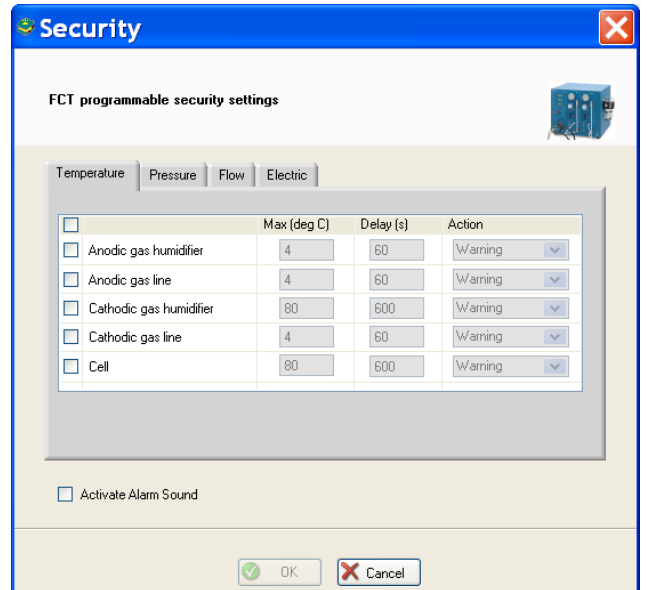 Security
FCT programmable security settings
Temperature Pressure Flow Electric
Max (deg C) Delay (s) Action
Anodic gas humidifier 4 60 Warning
Anodic gas line 4 60 Warning
Cathodic gas humidifier 80 600 Warning
Cathodic gas line 4 60 Warning
Cell 80 600 Warning
Activate Alarm Sound
OK Cancel